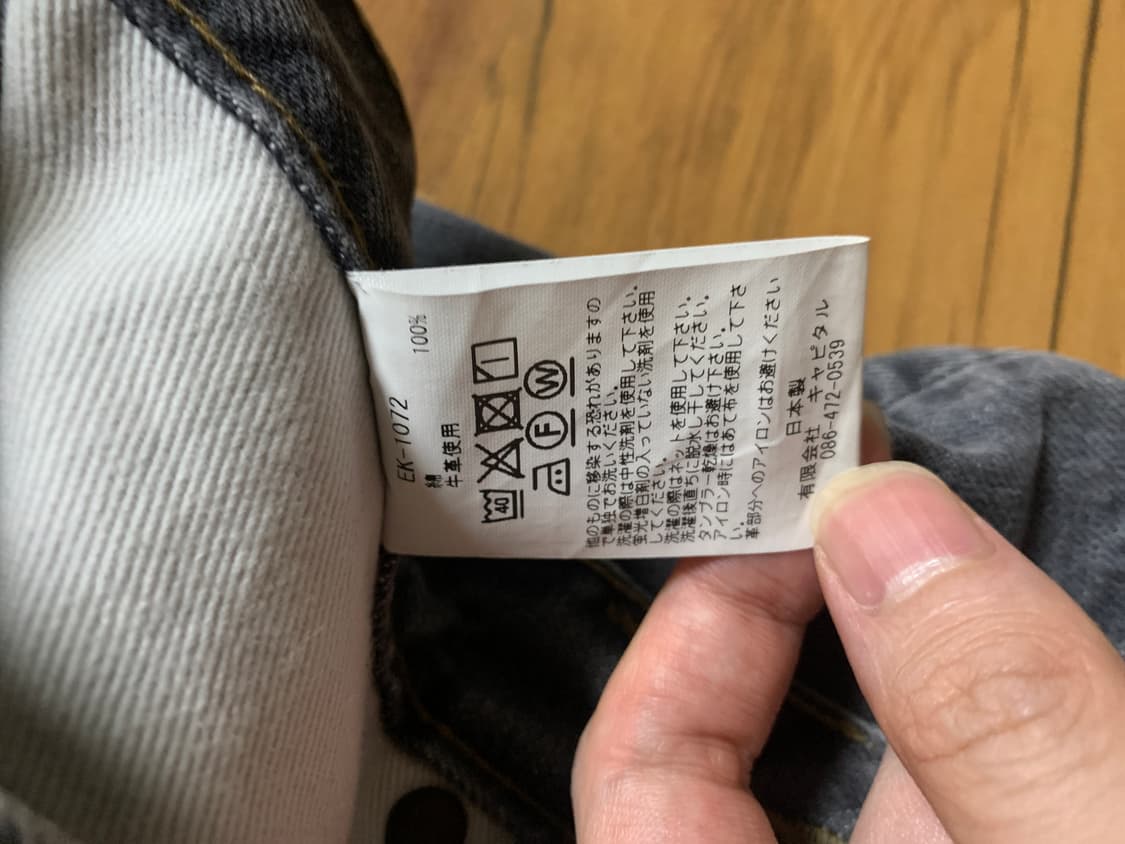 EK-1072
綿 100%
牛革使用
40
F W
他のものに移染する恐れがありますの
で単独でお洗いください。
洗濯の際は中性洗剤を使用して下さい。
蛍光増白剤の入っていない洗剤を使用
してください。
洗濯の際はネットを使用して下さい。
洗濯後直ちに脱水し干してください。
タンブラー乾燥はお避け下さい。
アイロン時にはあて布を使用して下さ
い。
革部分へのアイロンはお避けください
日本製
有限会社 キャピタル
086-472-0539